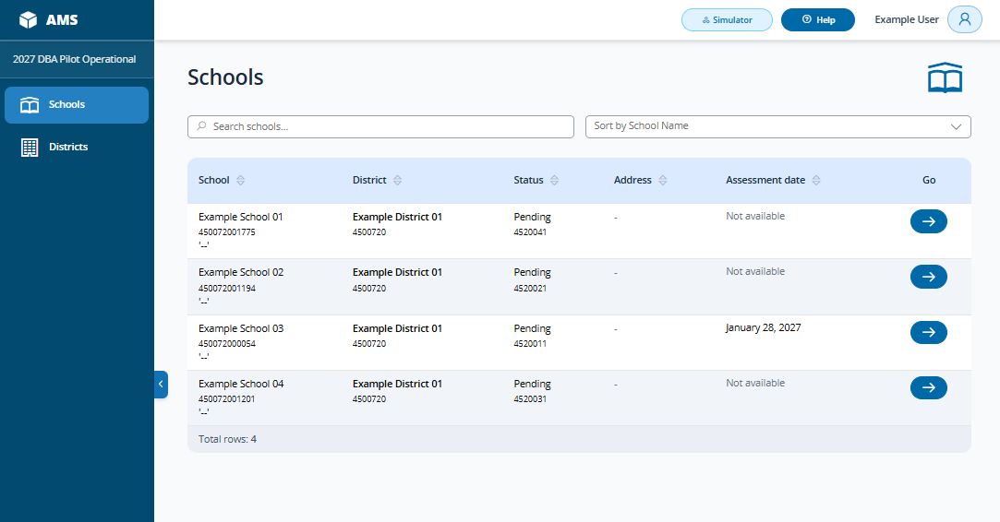 AMS
Simulator
Help
Example User
2027 DBA Pilot Operational
Schools
Districts
Schools
Search schools...
Sort by School Name
School District Status Address Assessment date Go
Example School 01 Example District 01 Pending - Not available
450072001775 4500720 4520041
'--'
Example School 02 Example District 01 Pending - Not available
450072001194 4500720 4520021
'--'
Example School 03 Example District 01 Pending - January 28, 2027
450072000054 4500720 4520011
'--'
Example School 04 Example District 01 Pending - Not available
450072001201 4500720 4520031
'--'
Total rows: 4